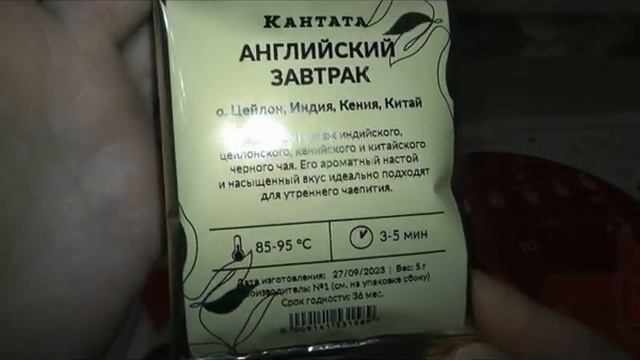 КАНТАТА
АНГЛИЙСКИЙ
ЗАВТРАК
о. Цейлон, Индия, Кения, Китай
индийского,
цейлонского, кенийского и китайского
черного чая. Его ароматный настой
и насыщенный вкус идеально подходят
для утреннего чаепития.
85-95 °C
3-5 мин
Дата изготовления: 27/09/2023 | Вес: 5 г
Производитель: №1 (см. на упаковке сбоку)
Срок годности: 36 мес.